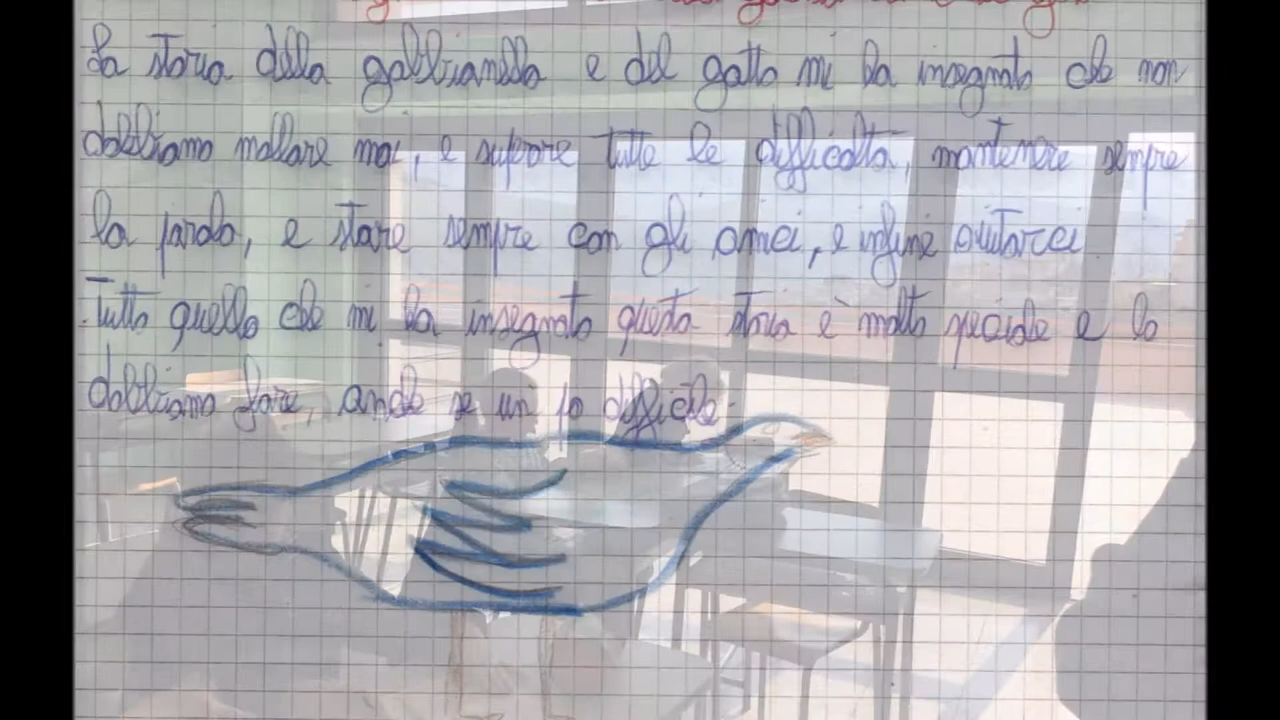 La storia della gabbianella e del gatto mi ha insegnato che non
dobbiamo mollare mai, e superare tutte le difficoltà, mantenere sempre
la parola, e stare sempre con gli amici, e infine aiutarci.
Tutto quello che mi ha insegnato questa storia è molto speciale e lo
dobbiamo fare, anche se un po difficile.